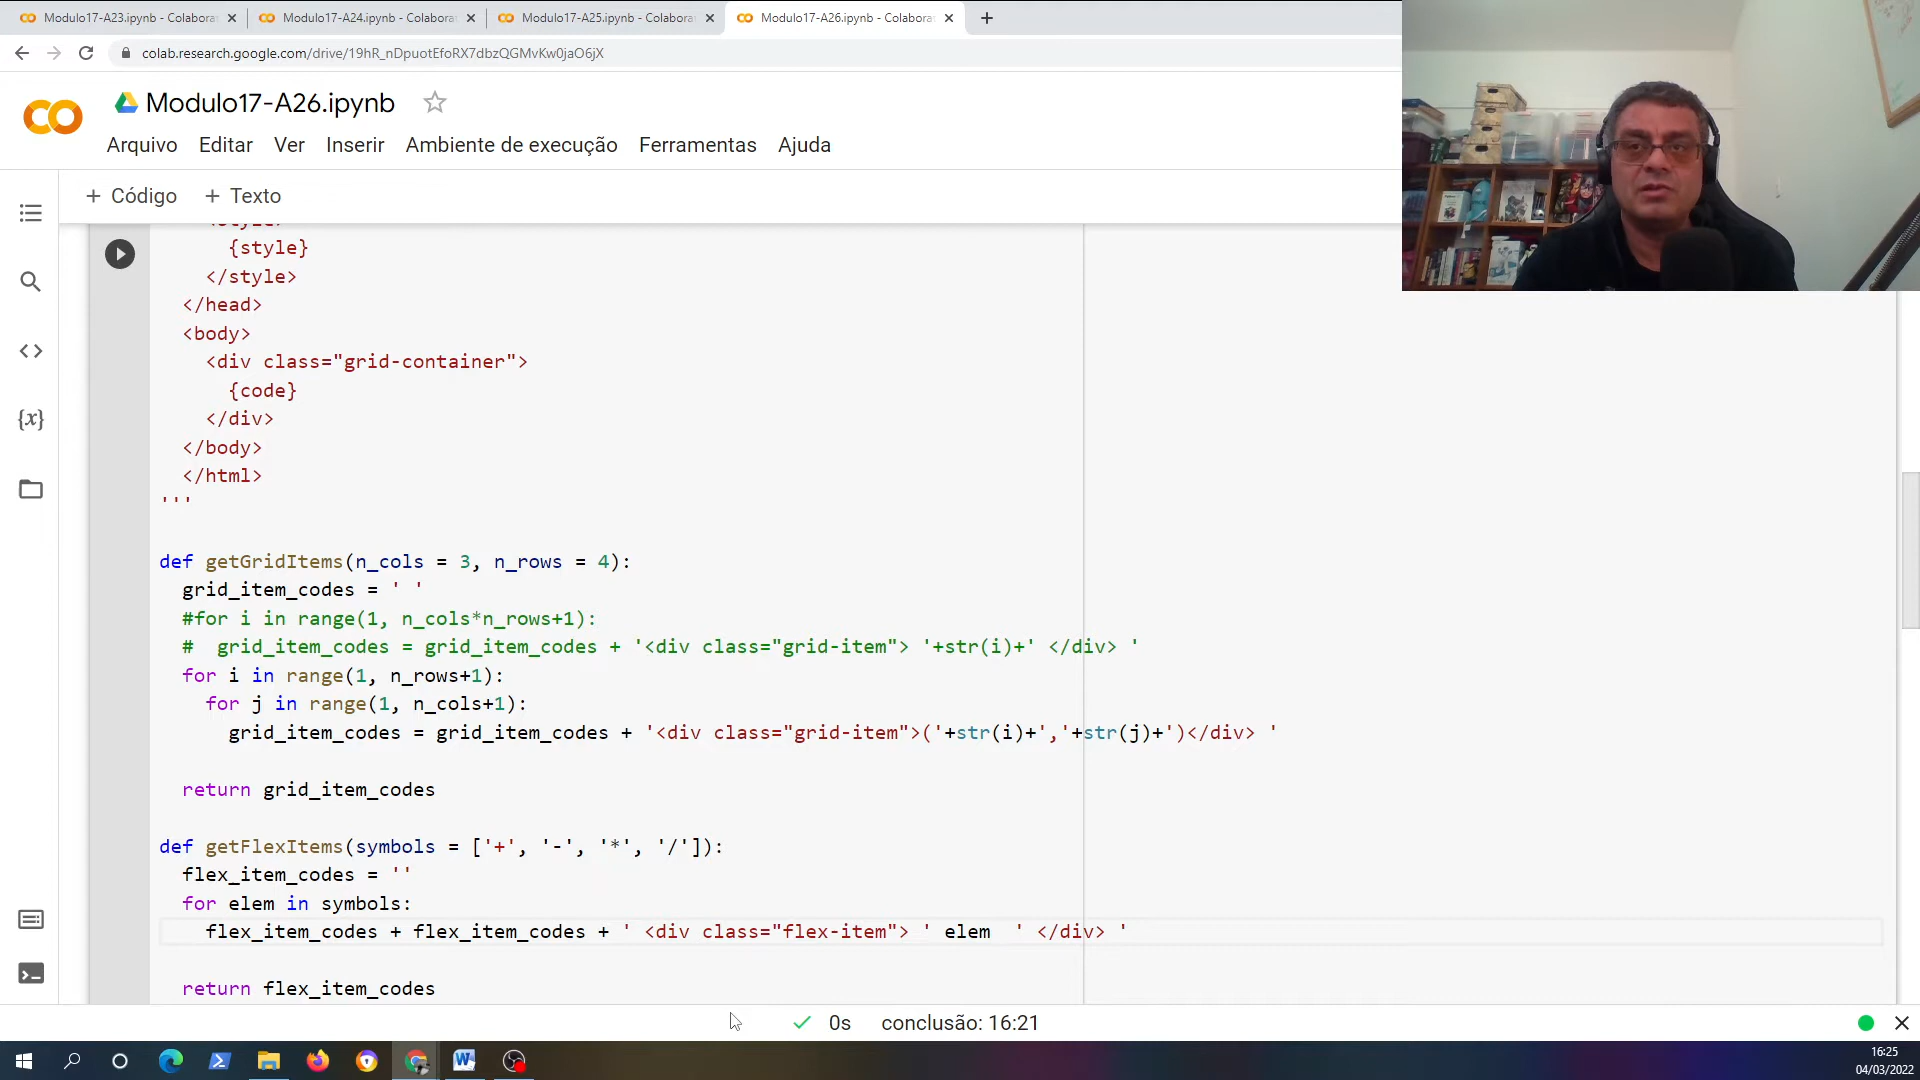 Modulo17-A23.ipynb - Colabora
Modulo17-A24.ipynb - Colabora
Modulo17-A25.ipynb - Colabora
Modulo17-A26.ipynb - Colabora
colab.research.google.com/drive/19hR_nDpuotEfoRX7dbzQGMvKw0jaO6jX
Modulo17-A26.ipynb
Arquivo Editar Ver Inserir Ambiente de execução Ferramentas Ajuda
+ Código + Texto
<style>
{style}
</style>
</head>
<body>
<div class="grid-container">
{code}
</div>
</body>
</html>
'''
def getGridItems(n_cols = 3, n_rows = 4):
grid_item_codes = ' '
#for i in range(1, n_cols*n_rows+1):
#  grid_item_codes = grid_item_codes + '<div class="grid-item"> '+str(i)+' </div> '
for i in range(1, n_rows+1):
for j in range(1, n_cols+1):
grid_item_codes = grid_item_codes + '<div class="grid-item">('+str(i)+','+str(j)+')</div> '
return grid_item_codes
def getFlexItems(symbols = ['+', '-', '*', '/']):
flex_item_codes = ''
for elem in symbols:
flex_item_codes + flex_item_codes + ' <div class="flex-item"> ' elem  ' </div> '
return flex_item_codes
0s conclusão: 16:21
16:25
04/03/2022